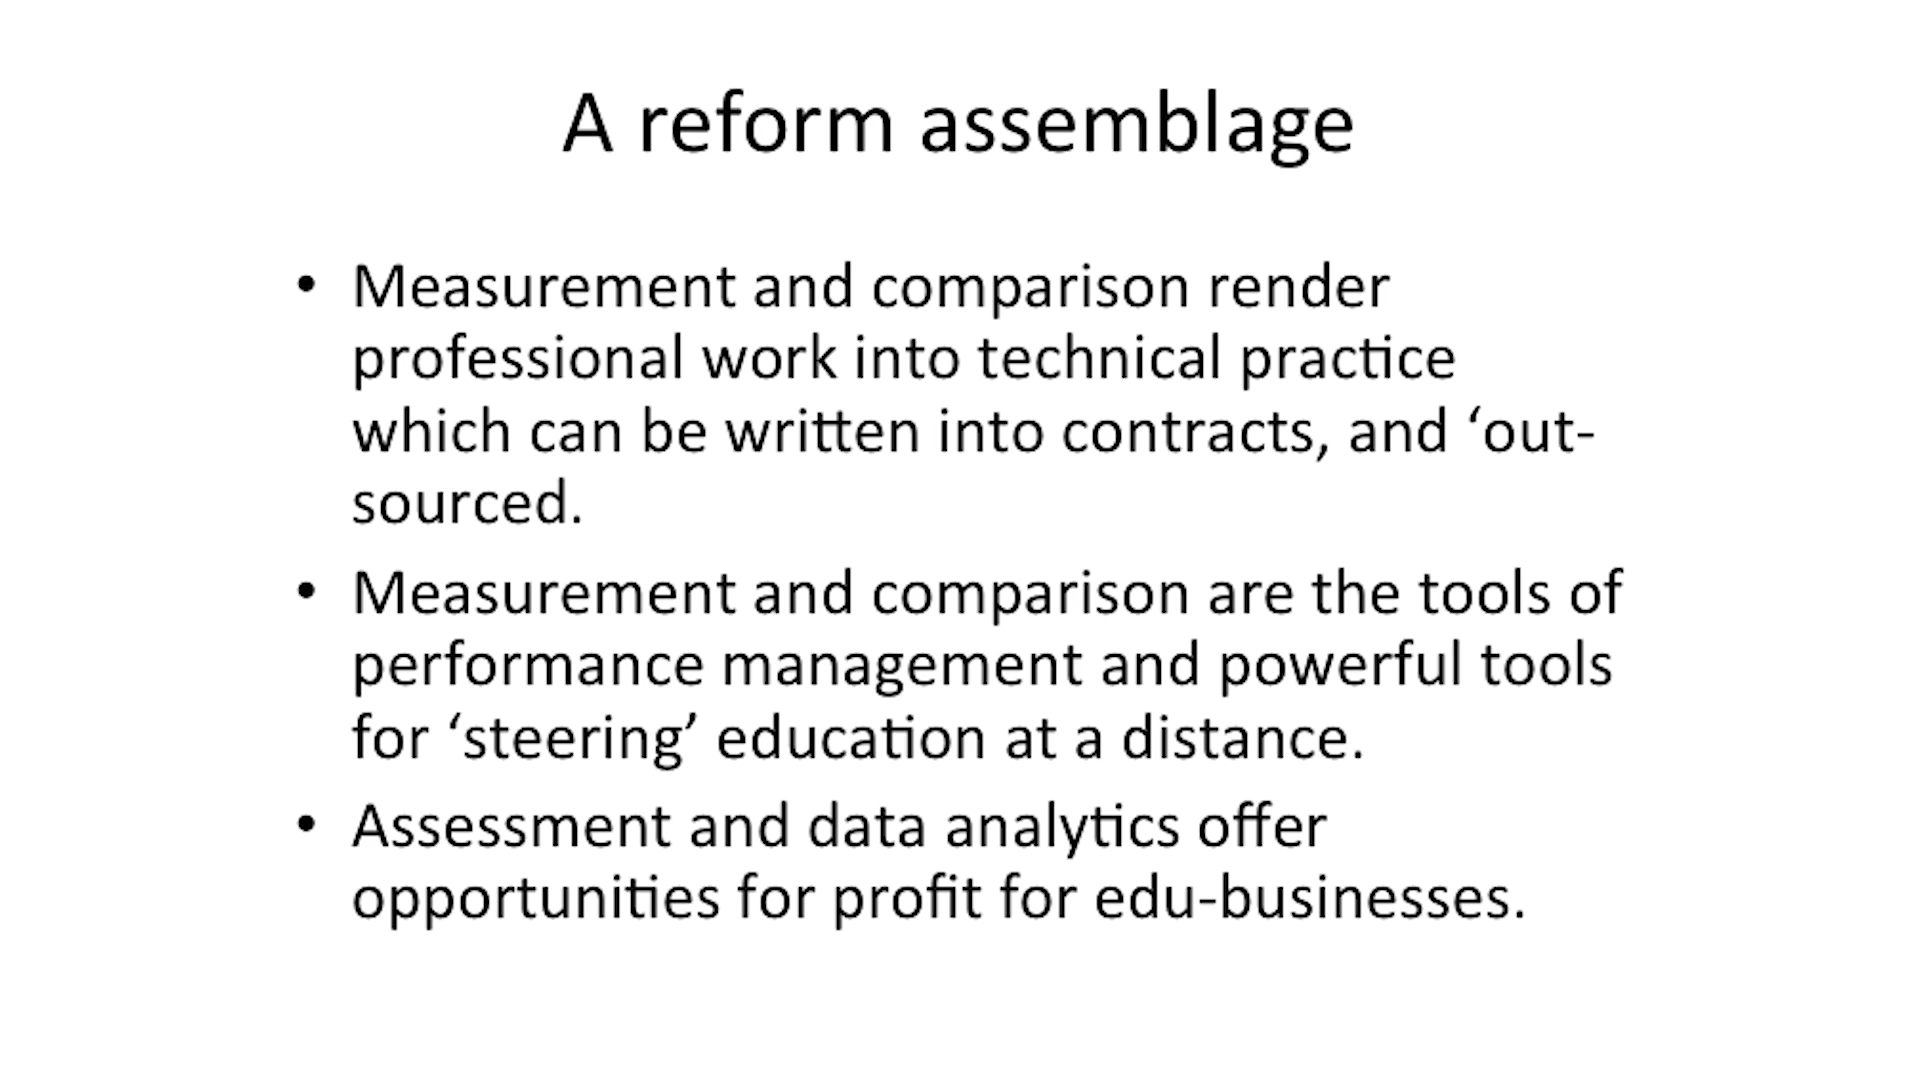 A reform assemblage
• Measurement and comparison render
professional work into technical practice
which can be written into contracts, and ‘out-
sourced.
• Measurement and comparison are the tools of
performance management and powerful tools
for ‘steering’ education at a distance.
• Assessment and data analytics offer
opportunities for profit for edu-businesses.